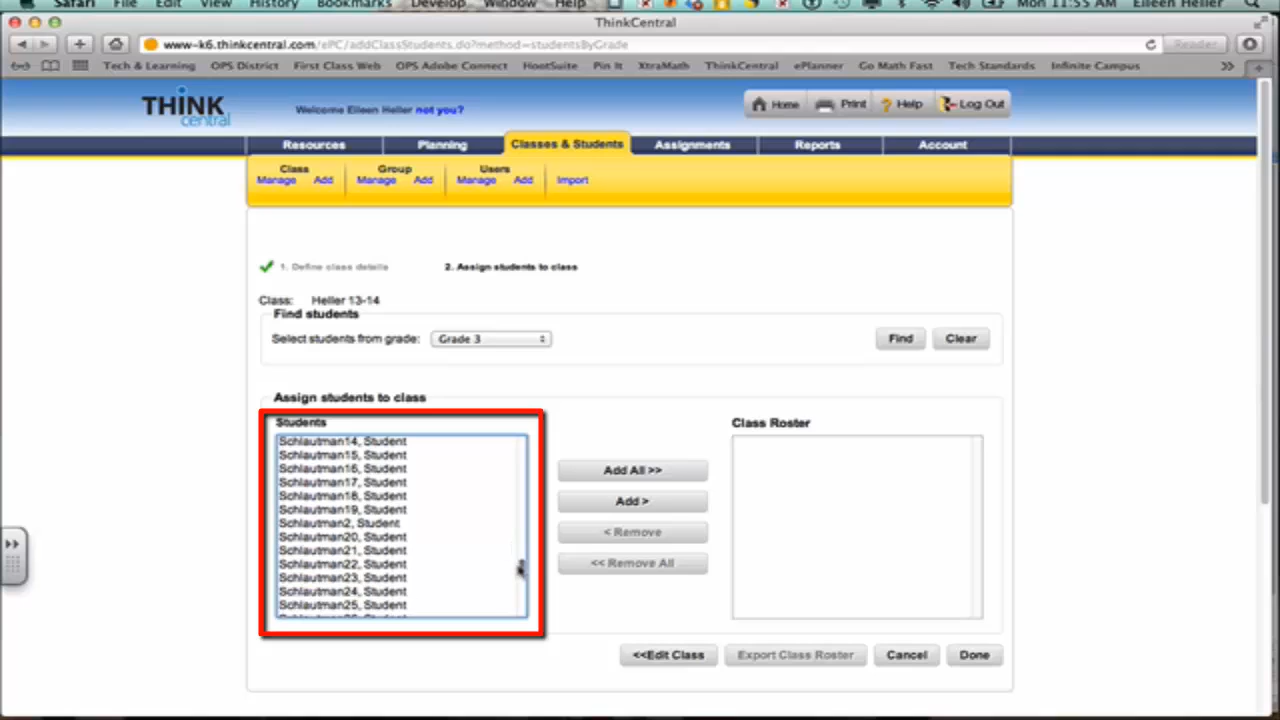 Safari File Edit View History Bookmarks Develop Window Help Mon 11:55 AM Eileen Heller
ThinkCentral
www-k6.thinkcentral.com/ePC/addClassStudents.do?method=studentsByGrade Reader
Tech & Learning OPS District First Class Web OPS Adobe Connect HootSuite Pin It XtraMath ThinkCentral ePlanner Go Math Fast Tech Standards Infinite Campus
THiNK central Welcome Eileen Heller not you? Home Print Help Log Out
Resources Planning Classes & Students Assignments Reports Account
Class Group Users
Manage Add Manage Add Manage Add Import
1. Define class details 2. Assign students to class
Class: Heller 13-14
Find students
Select students from grade: Grade 3 Find Clear
Assign students to class
Students Class Roster
Schlautman14, Student
Schlautman15, Student
Schlautman16, Student
Schlautman17, Student
Schlautman18, Student
Schlautman19, Student
Schlautman2, Student
Schlautman20, Student
Schlautman21, Student
Schlautman22, Student
Schlautman23, Student
Schlautman24, Student
Schlautman25, Student
Add All >>
Add >
< Remove
<< Remove All
<<Edit Class Export Class Roster Cancel Done